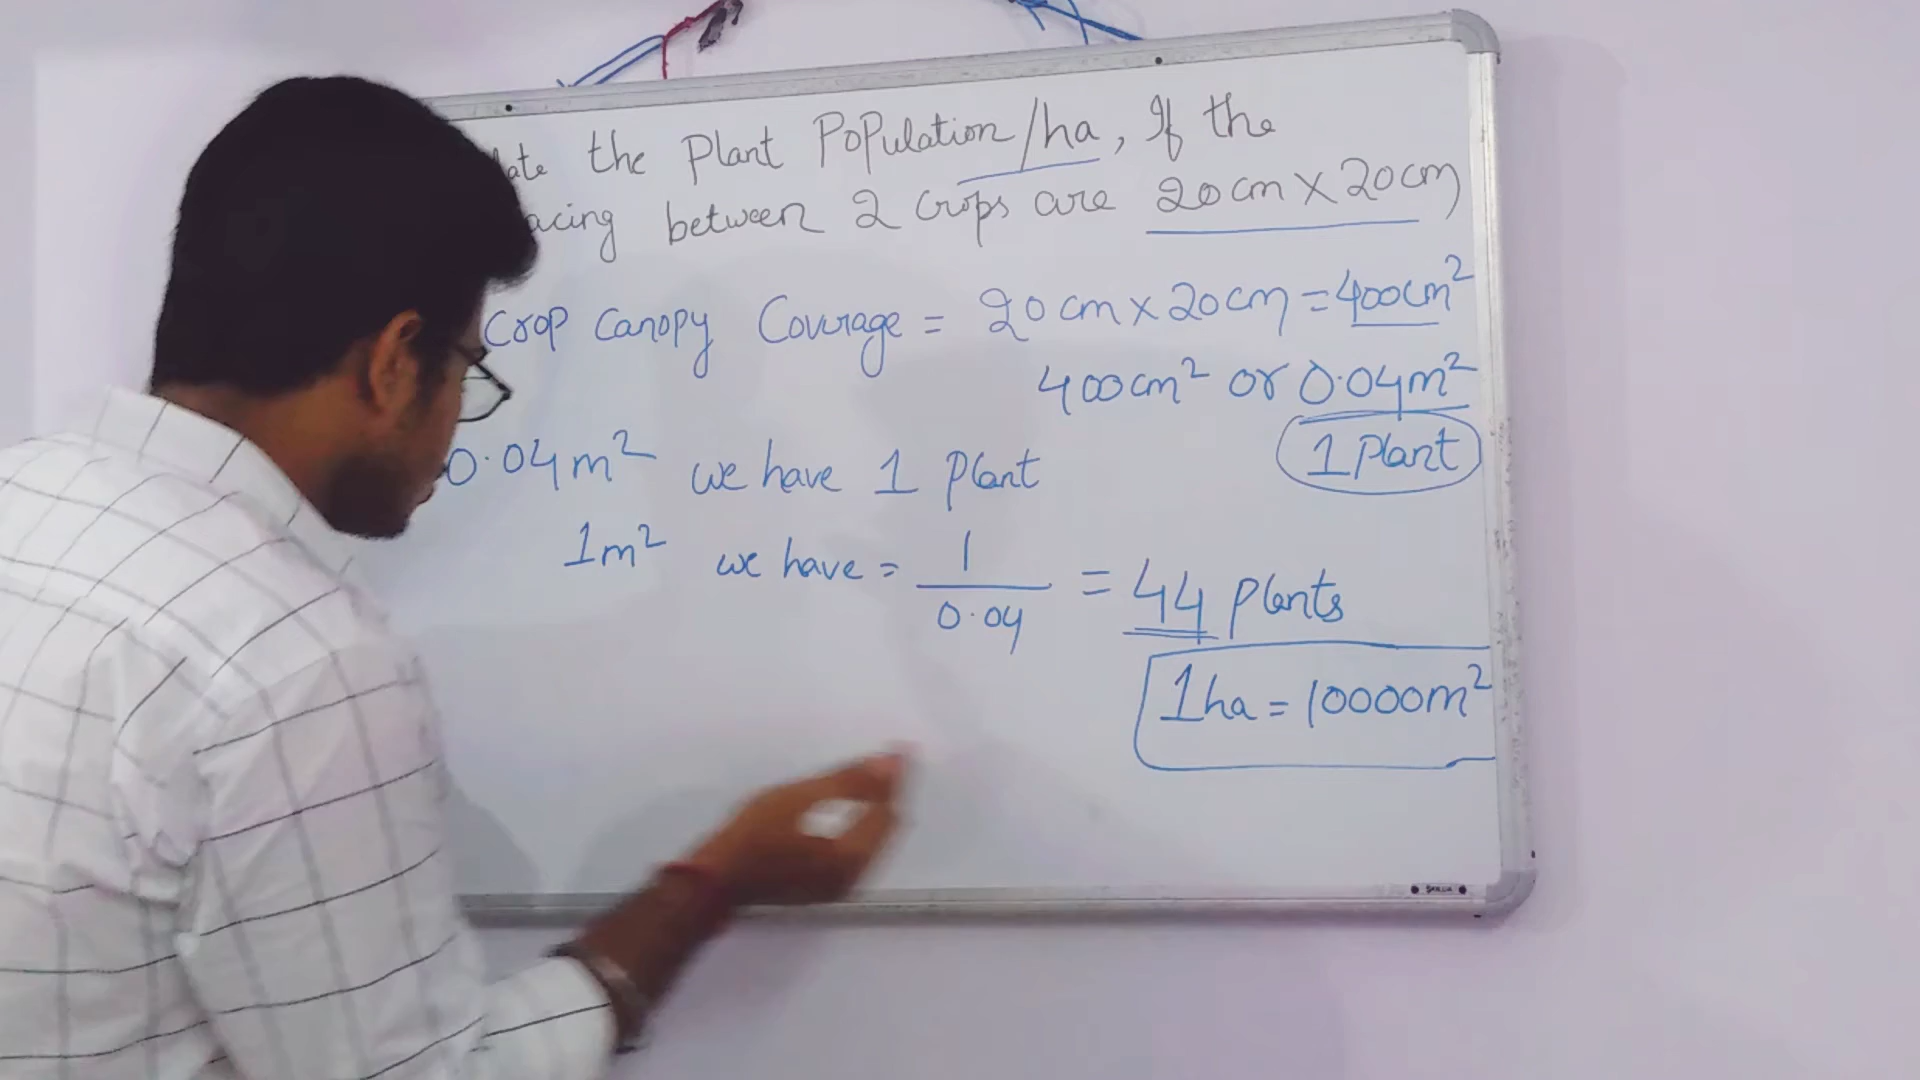 the Plant Population/ha, If the
between 2 crops are 20cm x 20cm
Crop Canopy Coverage = 20cm x 20cm = 400cm²
400cm² or 0.04m²
1 Plant
0.04m² we have 1 Plant
1m² we have = 1/0.04 = 44 Plants
1ha = 10000m²